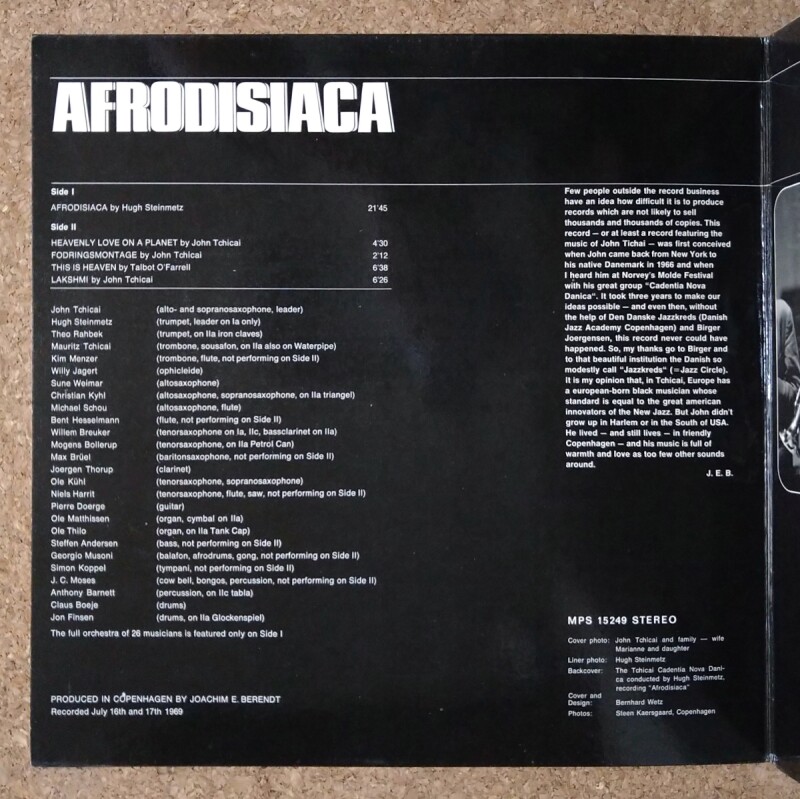 AFRODISIACA
Side I
AFRODISIACA by Hugh Steinmetz 21'45
Side II
HEAVENLY LOVE ON A PLANET by John Tchicai 4'30
FODRINGSMONTAGE by John Tchicai 2'12
THIS IS HEAVEN by Talbot O'Farrell 6'38
LAKSHMI by John Tchicai 6'26
John Tchicai (alto- and sopranosaxophone, leader)
Hugh Steinmetz (trumpet, leader on Ia only)
Theo Rahbek (trumpet, on IIa iron claves)
Mauritz Tchicai (trombone, sousafon, on IIa also on Waterpipe)
Kim Menzer (trombone, flute, not performing on Side II)
Willy Jagert (ophicleide)
Sune Weimar (altosaxophone)
Christian Kyhl (altosaxophone, sopranosaxophone, on IIa triangel)
Michael Schou (altosaxophone, flute)
Bent Hesselmann (flute, not performing on Side II)
Willem Breuker (tenorsaxophone on Ia, IIc, bassclarinet on IIa)
Mogens Bollerup (tenorsaxophone, on IIa Petrol Can)
Max Brüel (baritonsaxophone, not performing on Side II)
Joergen Thorup (clarinet)
Ole Kühl (tenorsaxophone, sopranosaxophone)
Niels Harrit (tenorsaxophone, flute, saw, not performing on Side II)
Pierre Doerge (guitar)
Ole Matthissen (organ, cymbal on IIa)
Ole Thilo (organ, on IIa Tank Cap)
Steffen Andersen (bass, not performing on Side II)
Georgio Musoni (balafon, afrodrums, gong, not performing on Side II)
Simon Koppel (tympani, not performing on Side II)
J. C. Moses (cow bell, bongos, percussion, not performing on Side II)
Anthony Barnett (percussion, on IIc tabla)
Claus Boeje (drums)
Jon Finsen (drums, on IIa Glockenspiel)
The full orchestra of 26 musicians is featured only on Side I
PRODUCED IN COPENHAGEN BY JOACHIM E. BERENDT
Recorded July 16th and 17th 1969
Few people outside the record business
have an idea how difficult it is to produce
records which are not likely to sell
thousands and thousands of copies. This
record — or at least a record featuring the
music of John Tichai — was first conceived
when John came back from New York to
his native Danemark in 1966 and when
I heard him at Norvey's Molde Festival
with his great group "Cadentia Nova
Danica". It took three years to make our
ideas possible — and even then, without
the help of Den Danske Jazzkreds (Danish
Jazz Academy Copenhagen) and Birger
Joergensen, this record never could have
happened. So, my thanks go to Birger and
to that beautiful institution the Danish so
modestly call "Jazzkreds" (=Jazz Circle).
It is my opinion that, in Tchicai, Europe has
a european-born black musician whose
standard is equal to the great american
innovators of the New Jazz. But John didn't
grow up in Harlem or in the South of USA.
He lived — and still lives — in friendly
Copenhagen — and his music is full of
warmth and love as too few other sounds
around.
J. E. B.
MPS 15249 STEREO
Cover photo: John Tchicai and family — wife
Marianne and daughter
Liner photo: Hugh Steinmetz
Backcover: The Tchicai Cadentia Nova Dani-
ca conducted by Hugh Steinmetz,
recording "Afrodisiaca"
Cover and
Design: Bernhard Wetz
Photos: Steen Kaersgaard, Copenhagen